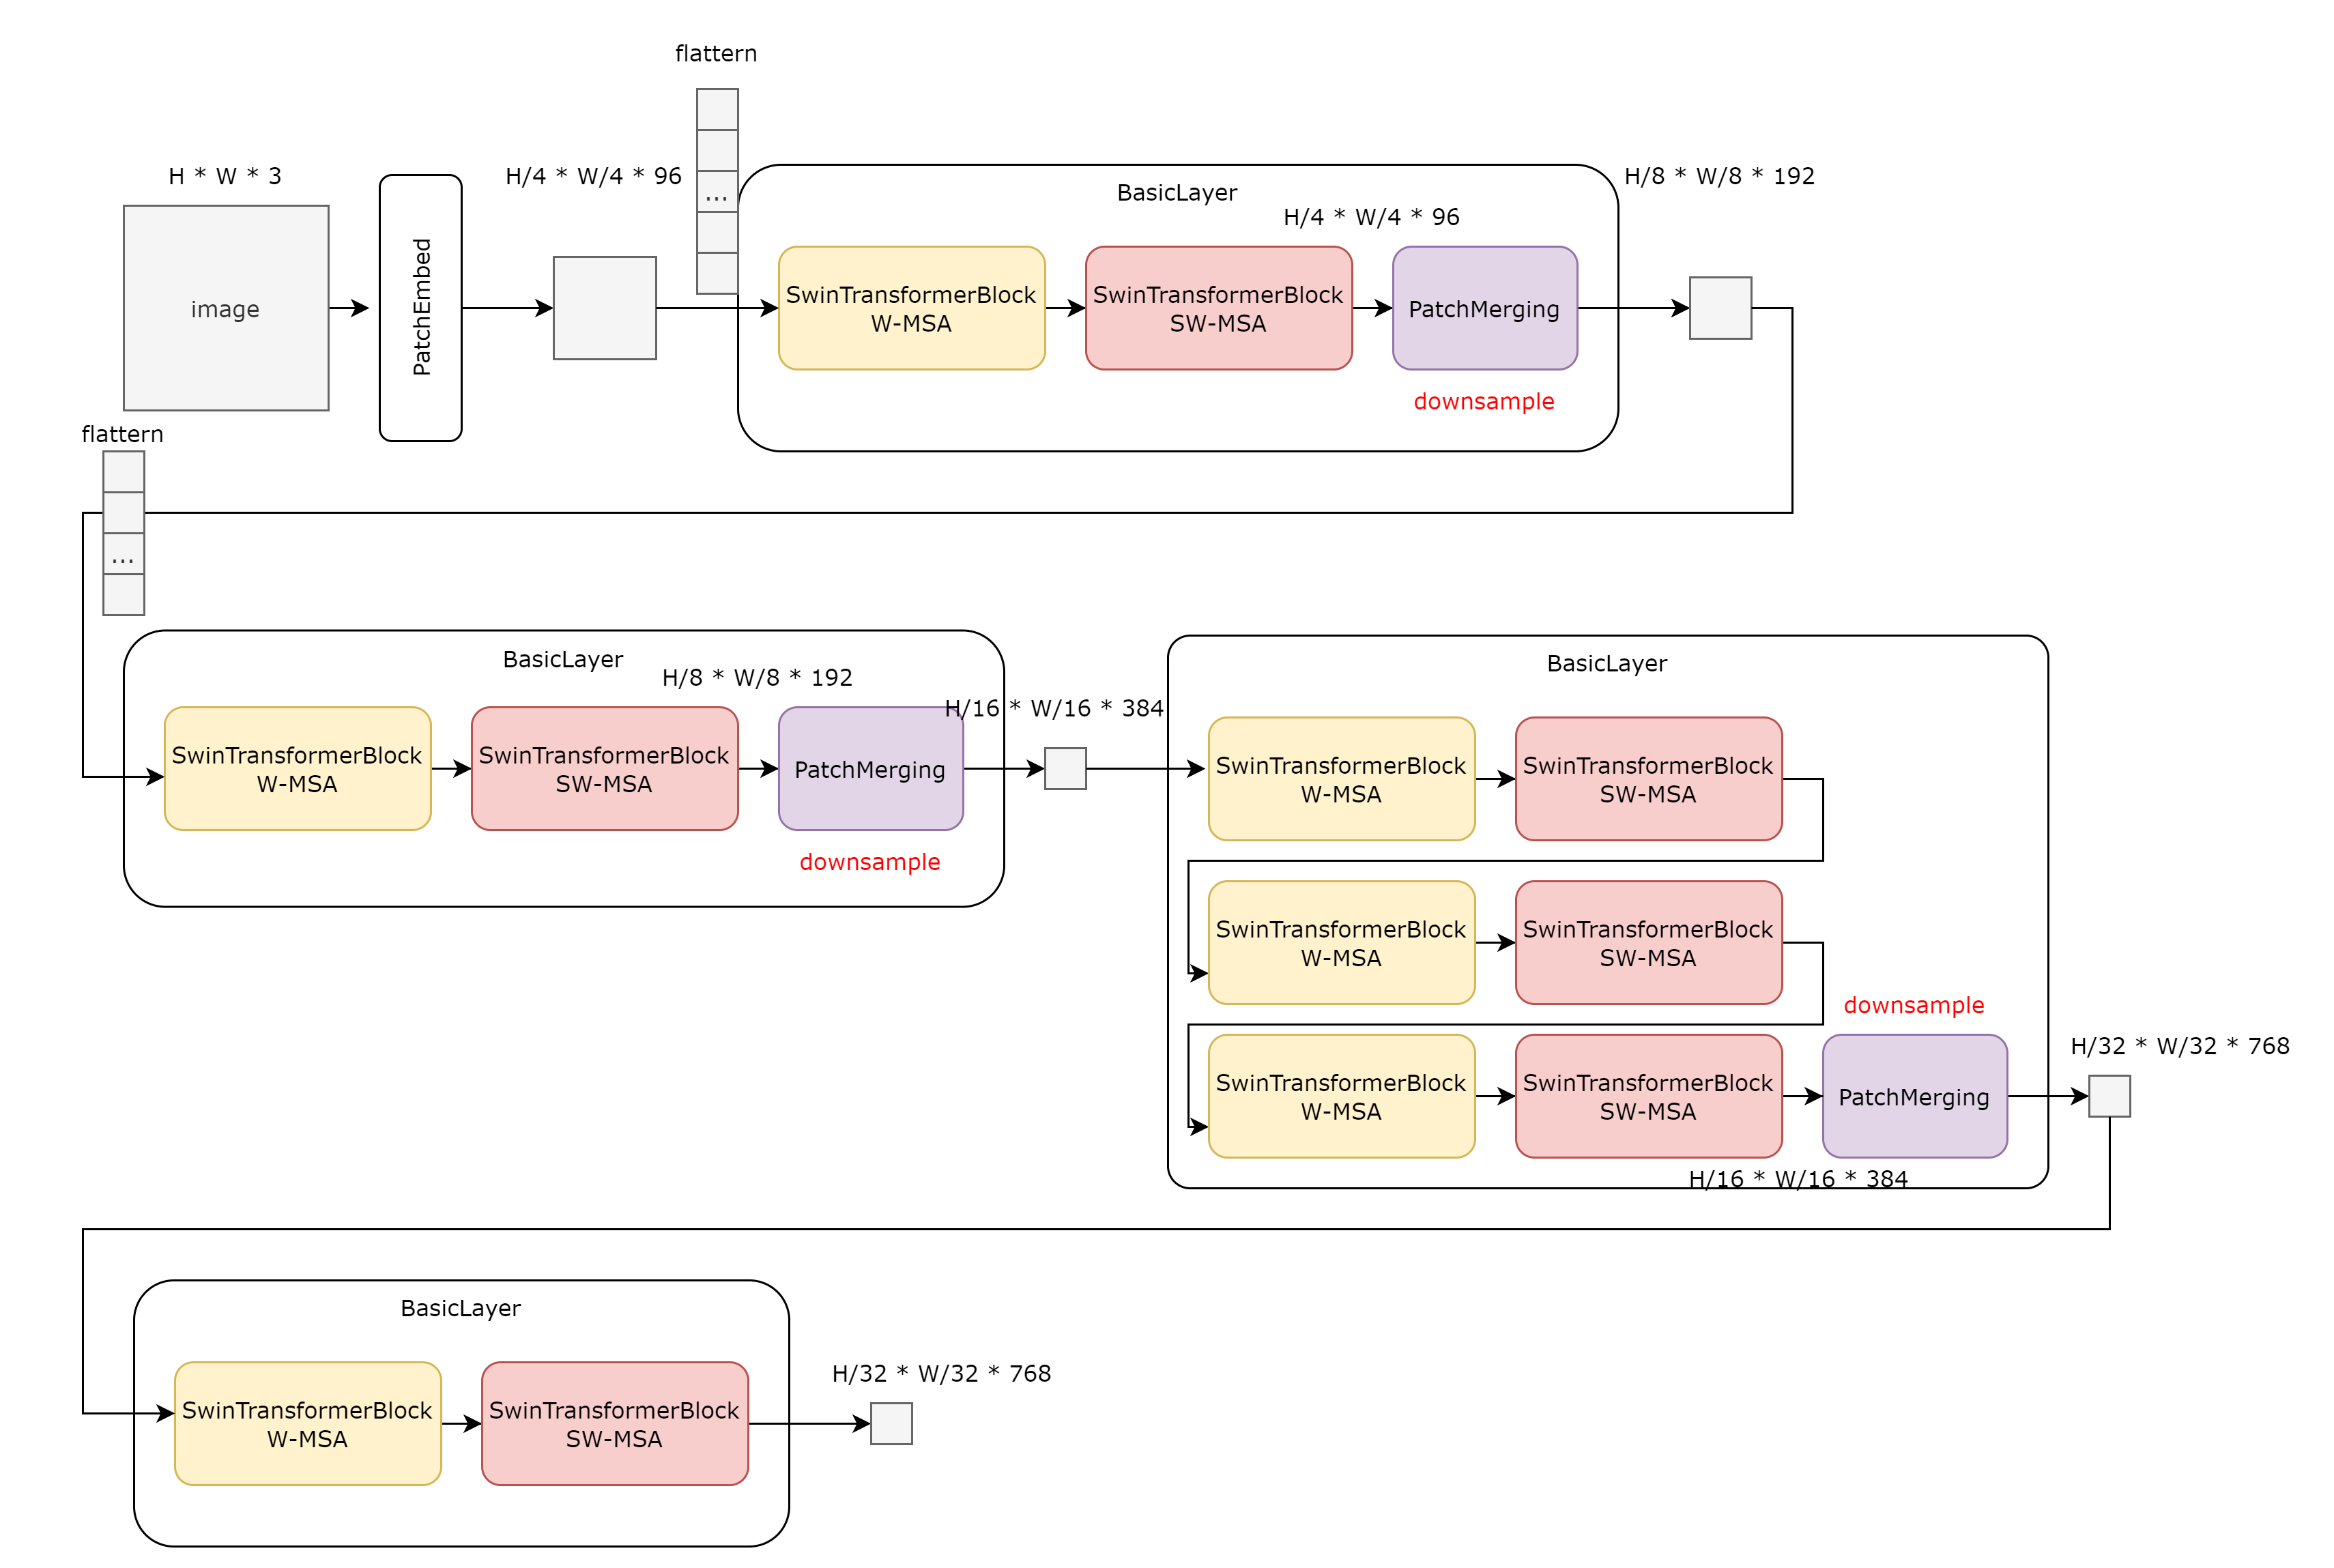 flattern
H * W * 3
H/4 * W/4 * 96
...
BasicLayer
H/8 * W/8 * 192
H/4 * W/4 * 96
image
PatchEmbed
SwinTransformerBlock
W-MSA
SwinTransformerBlock
SW-MSA
PatchMerging
downsample
flattern
...
BasicLayer
H/8 * W/8 * 192
H/16 * W/16 * 384
SwinTransformerBlock
W-MSA
SwinTransformerBlock
SW-MSA
PatchMerging
downsample
BasicLayer
SwinTransformerBlock
W-MSA
SwinTransformerBlock
SW-MSA
SwinTransformerBlock
W-MSA
SwinTransformerBlock
SW-MSA
downsample
SwinTransformerBlock
W-MSA
SwinTransformerBlock
SW-MSA
PatchMerging
H/32 * W/32 * 768
H/16 * W/16 * 384
BasicLayer
SwinTransformerBlock
W-MSA
SwinTransformerBlock
SW-MSA
H/32 * W/32 * 768